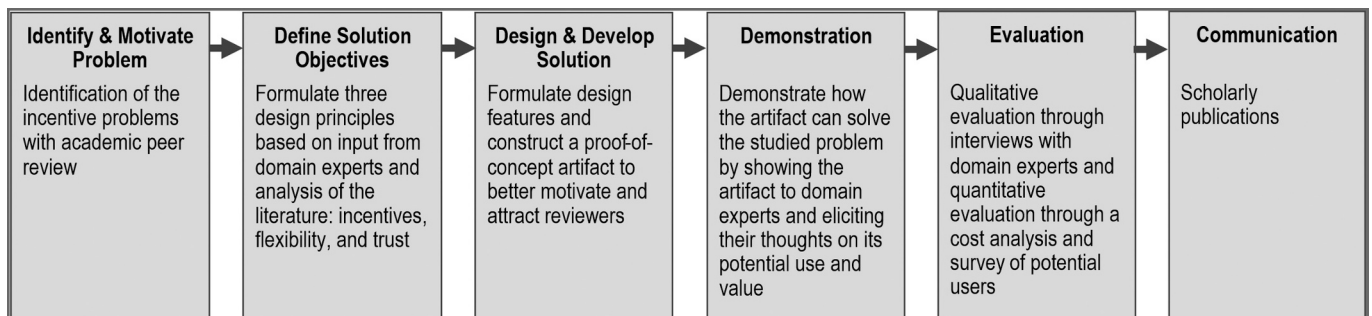 Identify & Motivate
Problem
Identification of the
incentive problems
with academic peer
review
Define Solution
Objectives
Formulate three
design principles
based on input from
domain experts and
analysis of the
literature: incentives,
flexibility, and trust
Design & Develop
Solution
Formulate design
features and
construct a proof-of-
concept artifact to
better motivate and
attract reviewers
Demonstration
Demonstrate how
the artifact can solve
the studied problem
by showing the
artifact to domain
experts and eliciting
their thoughts on its
potential use and
value
Evaluation
Qualitative
evaluation through
interviews with
domain experts and
quantitative
evaluation through a
cost analysis and
survey of potential
users
Communication
Scholarly
publications